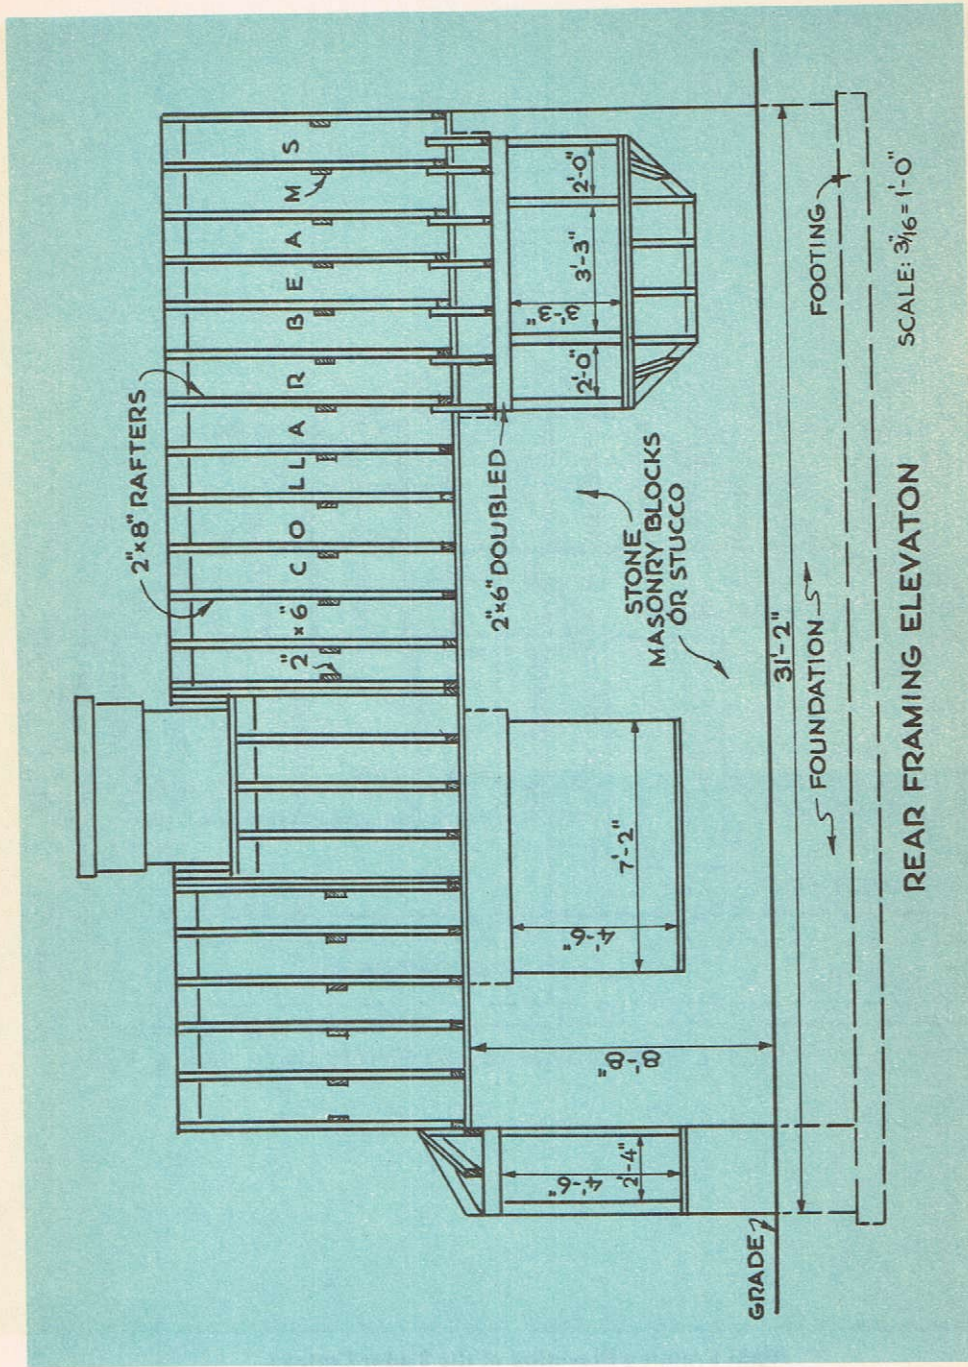 2"x8" RAFTERS
2"x6" COLLAR BEAMS
2"x6" DOUBLED
2'-0"
3'-3"
2'-0"
3'-3"
STONE
MASONRY BLOCKS
OR STUCCO
7'-2"
4'-6"
8'-8"
4'-6"
2'-4"
GRADE
31'-2"
FOUNDATION
FOOTING
REAR FRAMING ELEVATON
SCALE: 3/16"=1'-0"